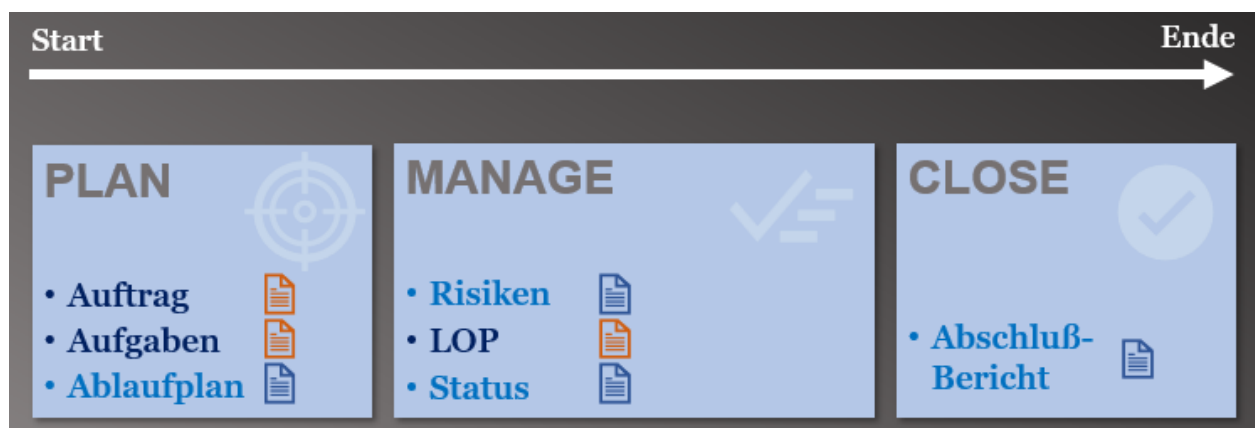 Start
Ende
PLAN
• Auftrag
• Aufgaben
• Ablaufplan
MANAGE
• Risiken
• LOP
• Status
CLOSE
• Abschluß-
Bericht